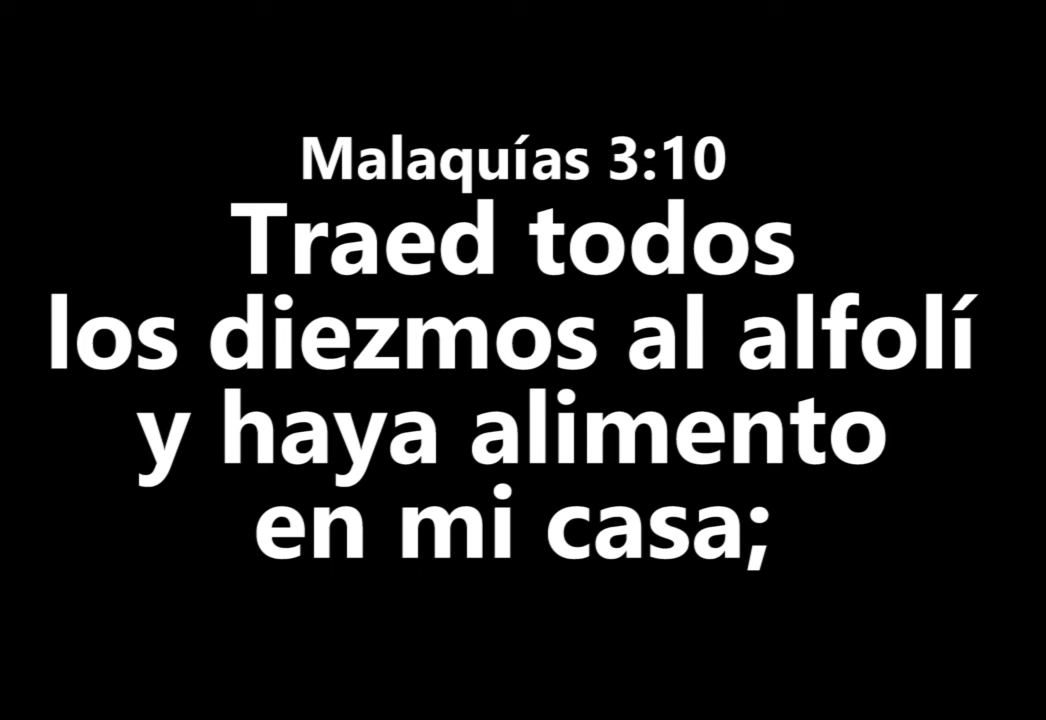 Malaquías 3:10
Traed todos
los diezmos al alfolí
y haya alimento
en mi casa;